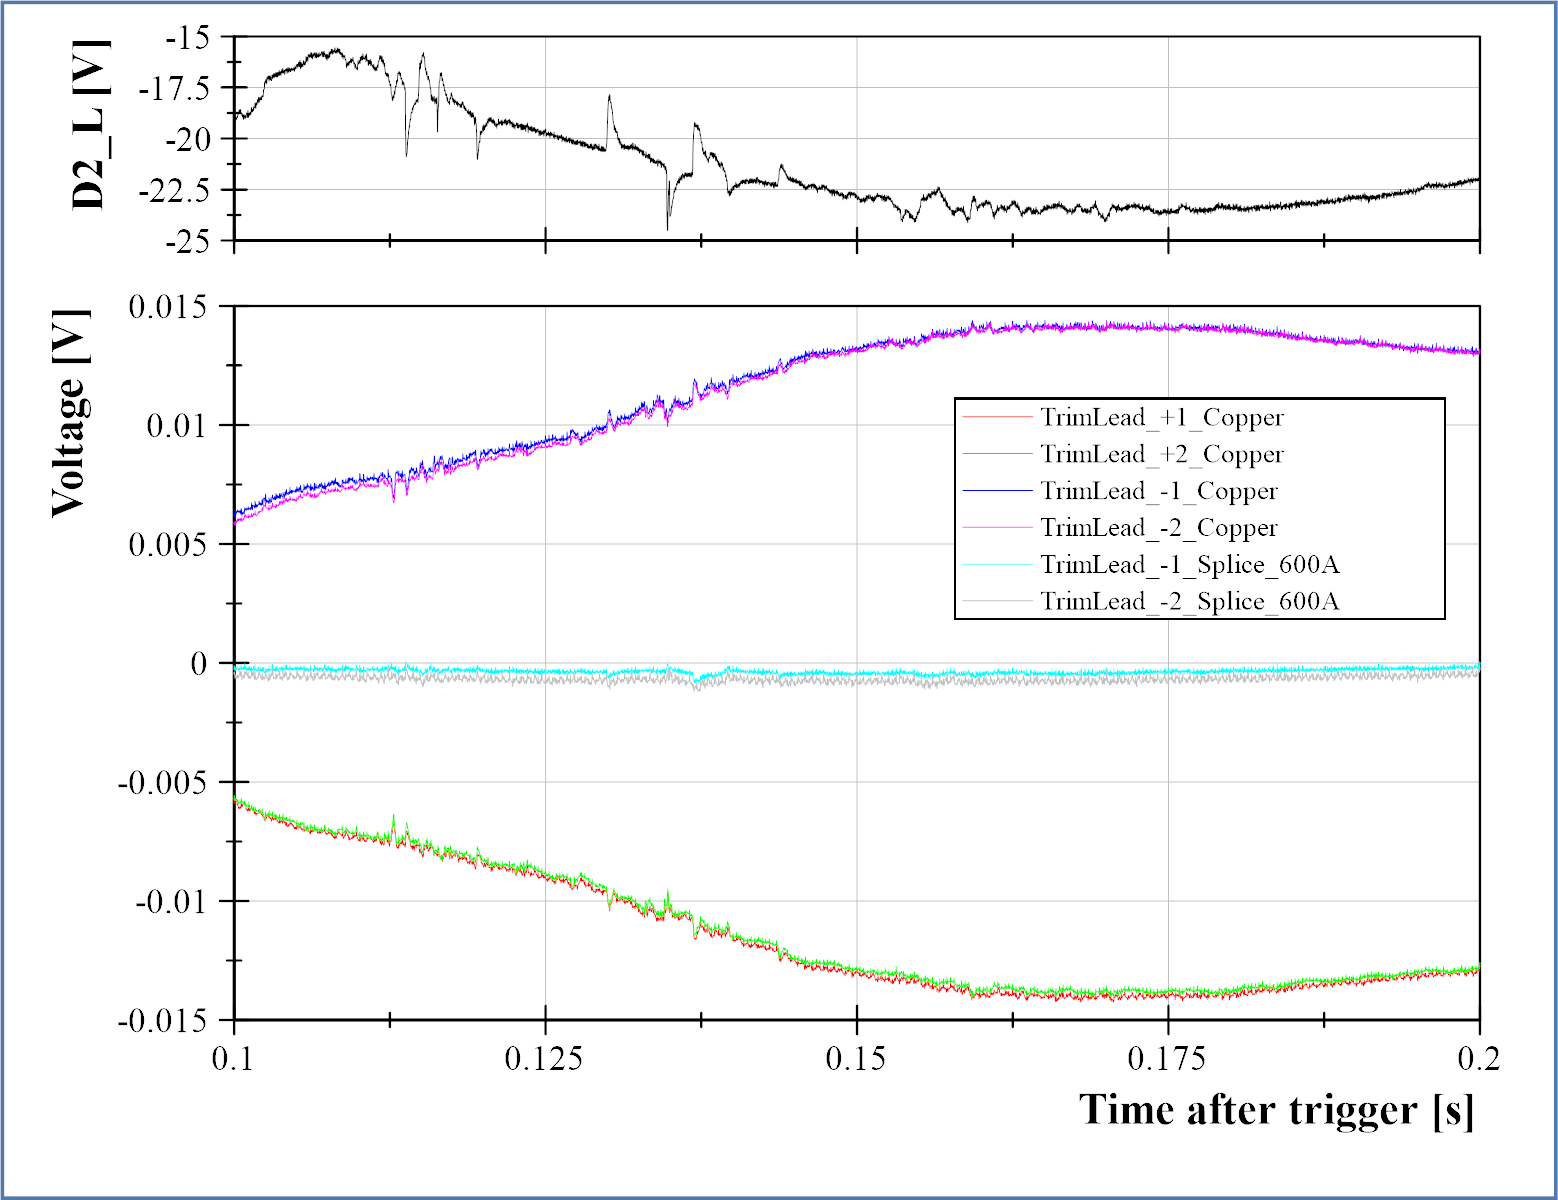 D2_L [V]
-15
-17.5
-20
-22.5
-25
Voltage [V]
0.015
0.01
0.005
0
-0.005
-0.01
-0.015
TrimLead_+1_Copper
TrimLead_+2_Copper
TrimLead_-1_Copper
TrimLead_-2_Copper
TrimLead_-1_Splice_600A
TrimLead_-2_Splice_600A
0.1 0.125 0.15 0.175 0.2
Time after trigger [s]